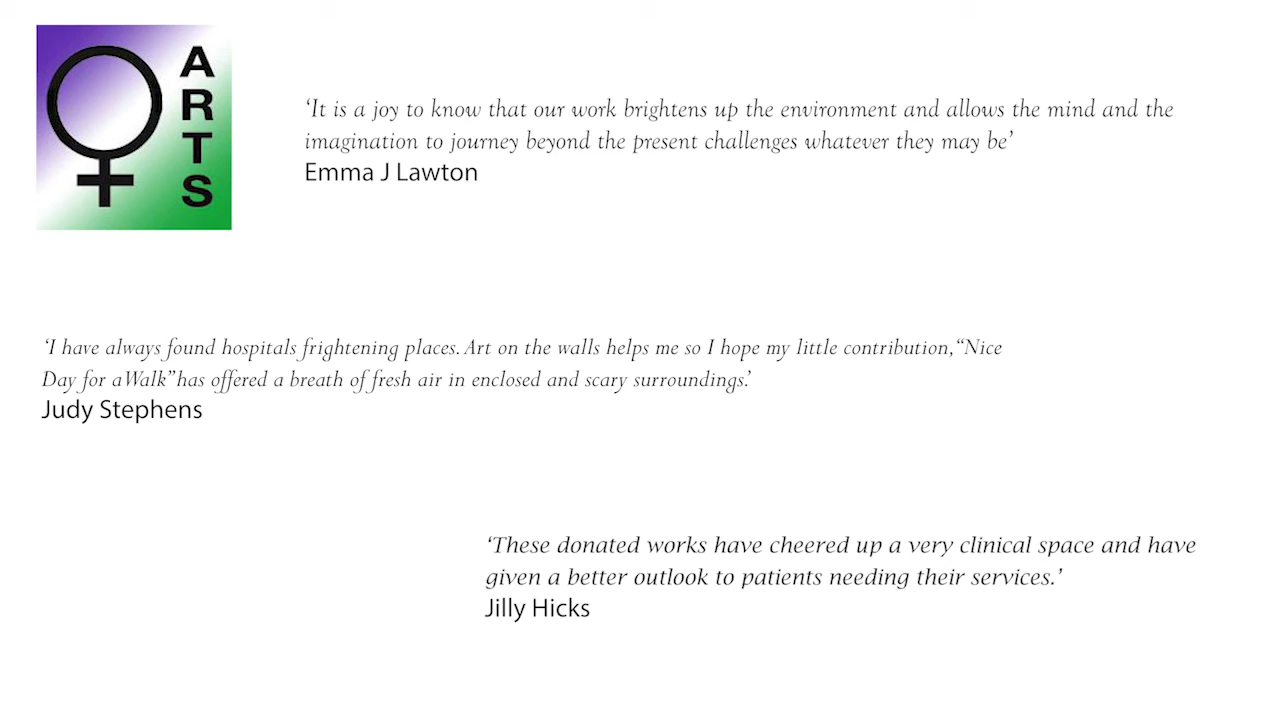 ARTS
‘It is a joy to know that our work brightens up the environment and allows the mind and the
imagination to journey beyond the present challenges whatever they may be’
Emma J Lawton
‘I have always found hospitals frightening places. Art on the walls helps me so I hope my little contribution, “Nice
Day for a Walk” has offered a breath of fresh air in enclosed and scary surroundings.’
Judy Stephens
‘These donated works have cheered up a very clinical space and have
given a better outlook to patients needing their services.’
Jilly Hicks